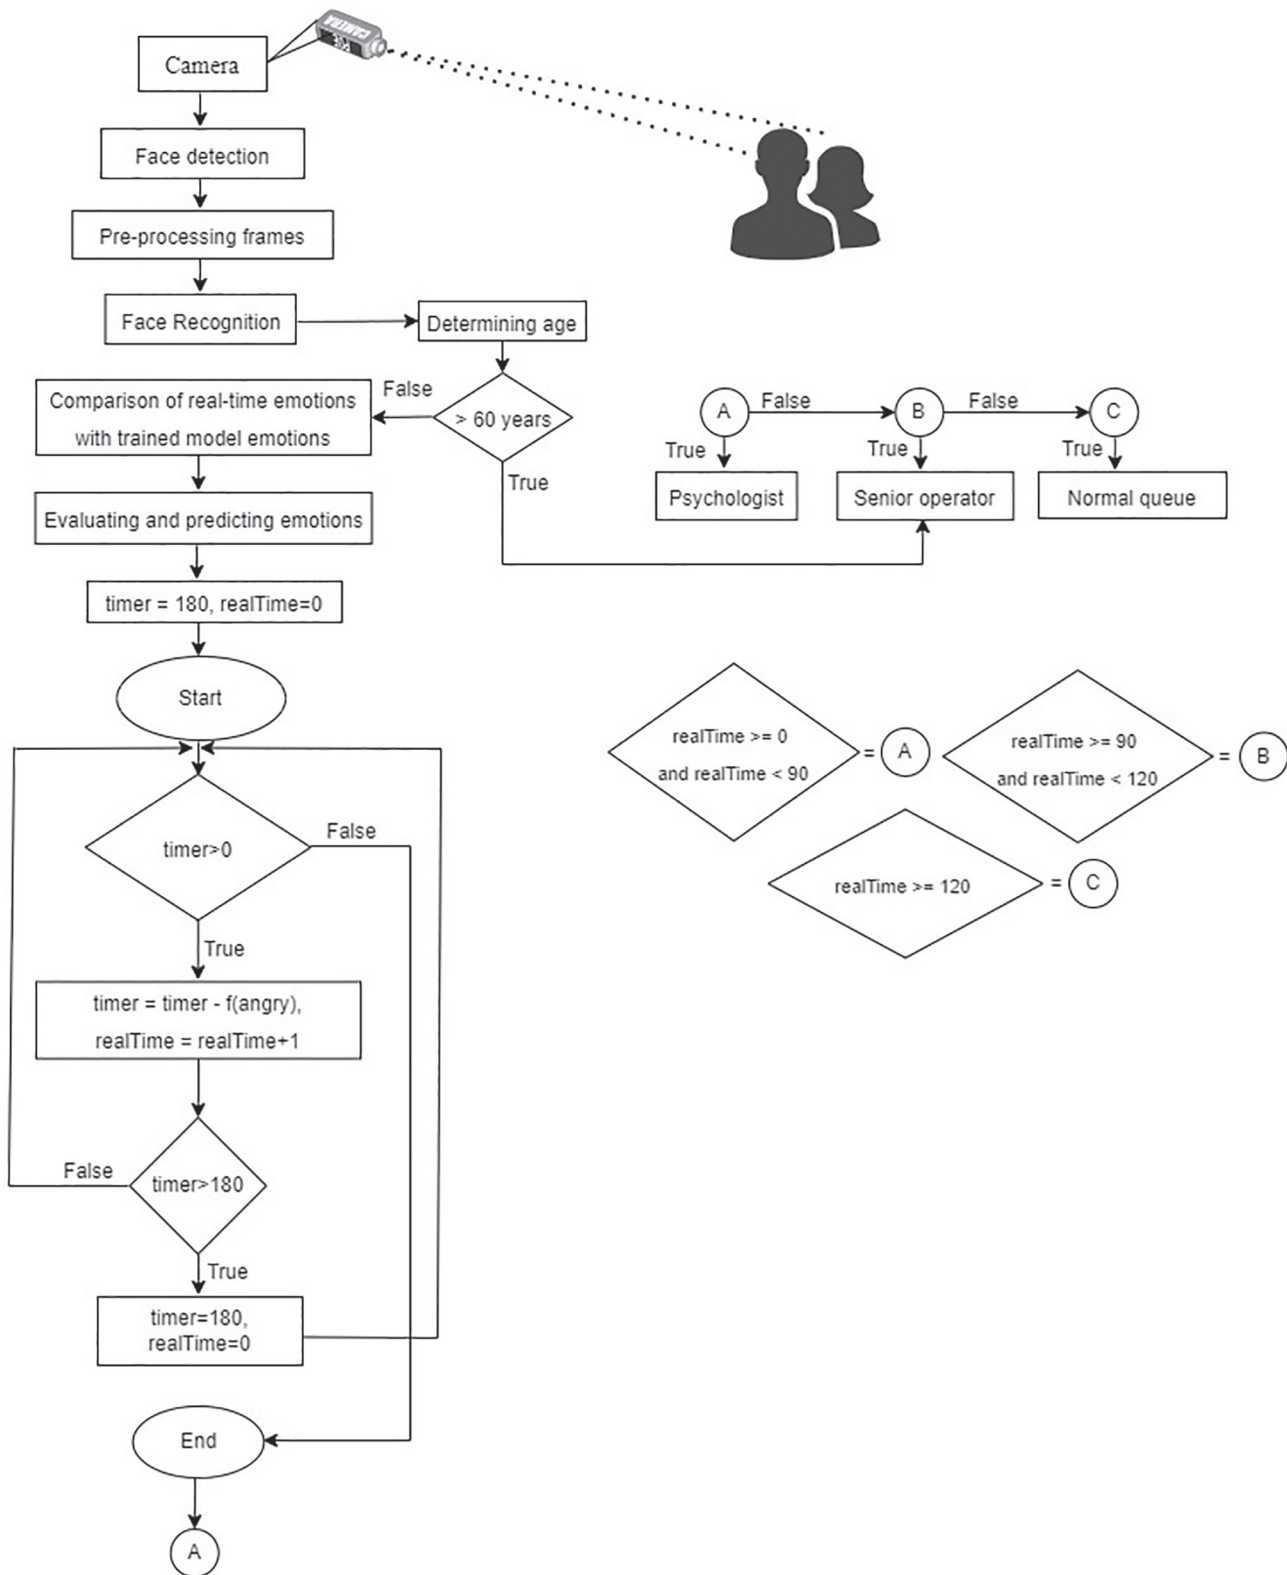 CAMERA
Camera
Face detection
Pre-processing frames
Face Recognition
Determining age
> 60 years
False
True
Comparison of real-time emotions
with trained model emotions
Evaluating and predicting emotions
timer = 180, realTime=0
Start
timer>0
False
True
timer = timer - f(angry),
realTime = realTime+1
timer>180
False
True
timer=180,
realTime=0
End
A
A
False
B
False
C
True
True
True
Psychologist
Senior operator
Normal queue
realTime >= 0
and realTime < 90
=
A
realTime >= 90
and realTime < 120
=
B
realTime >= 120
=
C